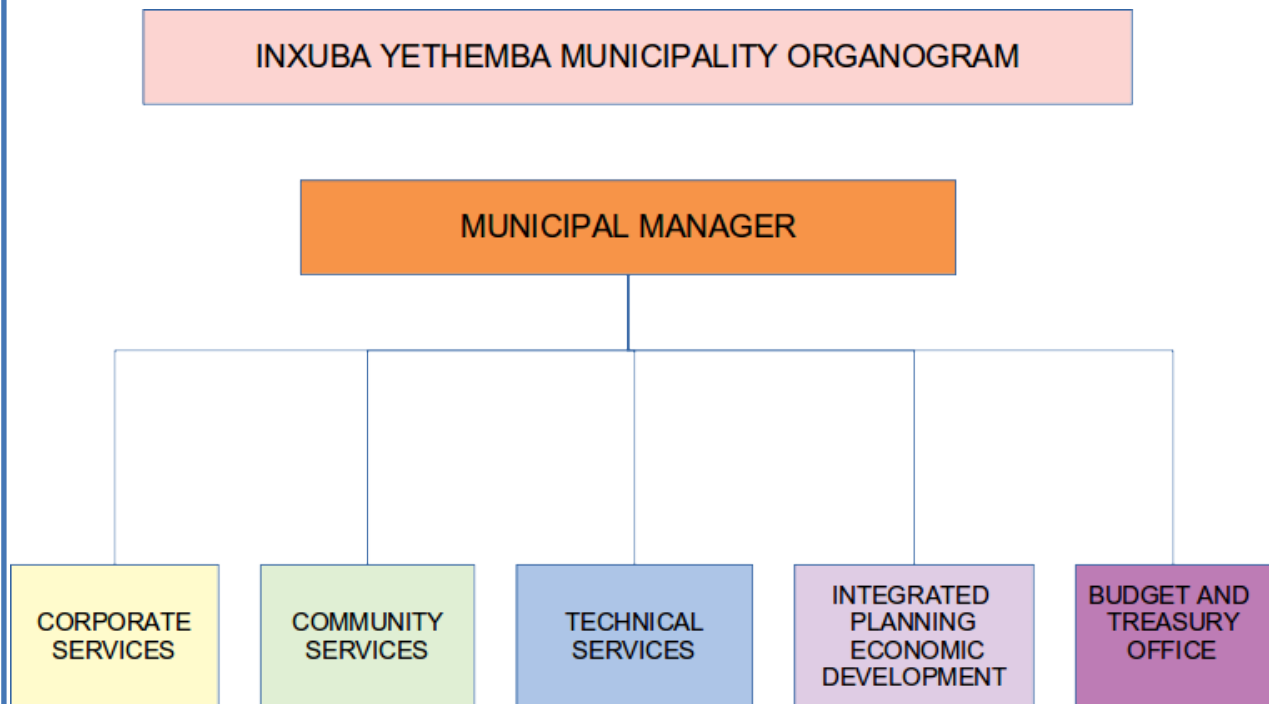 INXUBA YETHEMBA MUNICIPALITY ORGANOGRAM
MUNICIPAL MANAGER
CORPORATE
SERVICES
COMMUNITY
SERVICES
TECHNICAL
SERVICES
INTEGRATED
PLANNING
ECONOMIC
DEVELOPMENT
BUDGET AND
TREASURY
OFFICE